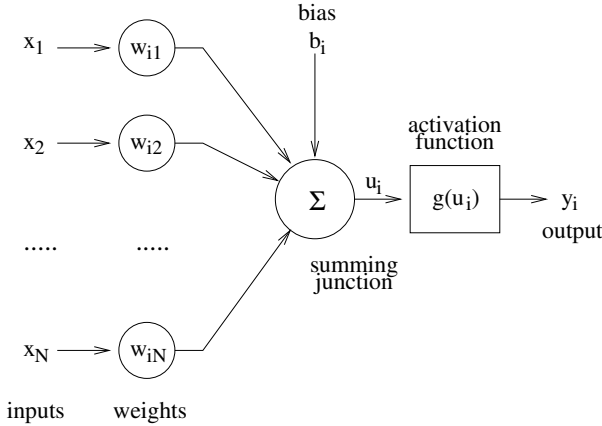 bias
b_i
x_1
w_i1
x_2
w_i2
activation
function
Σ
u_i
g(u_i)
y_i
output
.....
.....
summing
junction
x_N
w_iN
inputs
weights